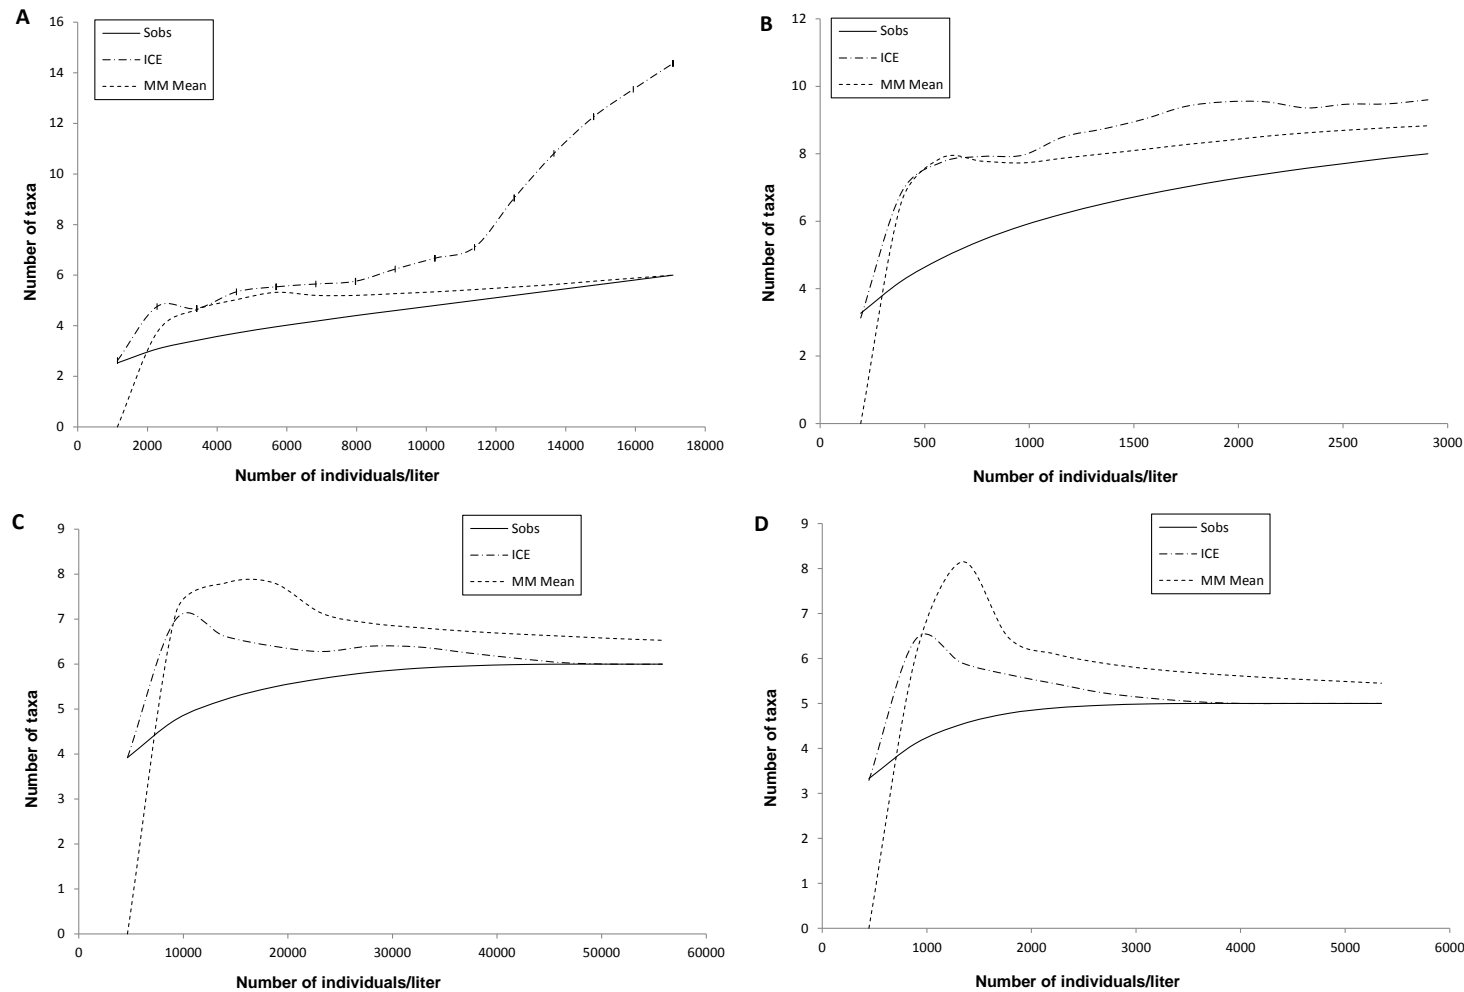 A
Sobs
ICE
MM Mean
16
14
12
10
8
6
4
2
0
Number of taxa
0 2000 4000 6000 8000 10000 12000 14000 16000 18000
Number of individuals/liter
B
Sobs
ICE
MM Mean
12
10
8
6
4
2
0
Number of taxa
0 500 1000 1500 2000 2500 3000
Number of individuals/liter
C
Sobs
ICE
MM Mean
9
8
7
6
5
4
3
2
1
0
Number of taxa
0 10000 20000 30000 40000 50000 60000
Number of individuals/liter
D
Sobs
ICE
MM Mean
9
8
7
6
5
4
3
2
1
0
Number of taxa
0 1000 2000 3000 4000 5000 6000
Number of individuals/liter